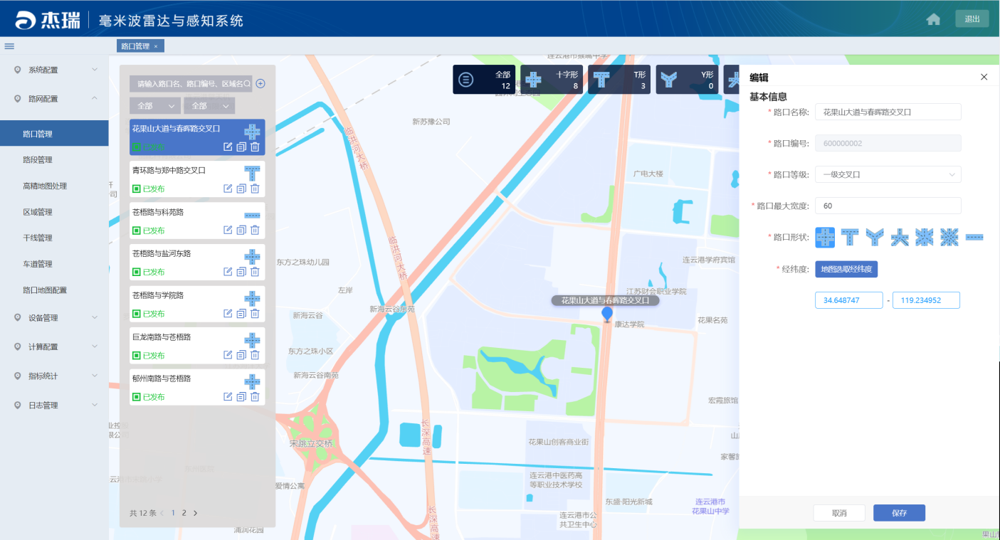 杰瑞
毫米波雷达与感知系统
退出
路口管理 ×
系统配置
路网配置
路口管理
路段管理
高精地图处理
区域管理
干线管理
车道管理
路口地图配置
设备管理
计算配置
指标统计
日志管理
请输入路口名、路口编号、区域名
全部
全部
花果山大道与春晖路交叉口
已发布
青环路与郑中路交叉口
已发布
苍梧路与科苑路
已发布
苍梧路与盐河东路
已发布
苍梧路与学院路
已发布
巨龙南路与苍梧路
已发布
郁州南路与苍梧路
已发布
共 12 条 < 1 2 >
全部
12
十字形
8
T形
3
Y形
0
新苏豫公司
临洪河大桥
广电大楼
临洪河大桥
东方之珠幼儿园
连云港学府宾馆
左岸
江苏财会职业学院
花果山大道与春晖路交叉口
新海云谷东苑
新海云谷
康达学院
花果名苑
东方之珠小区
新海云谷南苑
宏霞旅馆
长深高速
宋跳立交桥
花果山创客商业街
连云港中医药高
等职业技术学校
爱情公寓
东盛·阳光新城
连云港市
花果山中学
长深高速
连云港市公
共卫生中心
浦润花园
编辑
基本信息
* 路口名称: 花果山大道与春晖路交叉口
* 路口编号: 600000002
* 路口等级: 一级交叉口
* 路口最大宽度: 60
* 路口形状:
* 经纬度: 地图选取经纬度
34.648747 - 119.234952
取消
保存